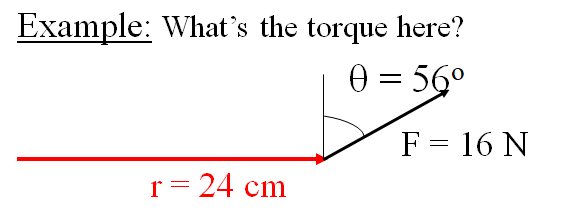 Example: What's the torque here?
θ = 56º
F = 16 N
r = 24 cm